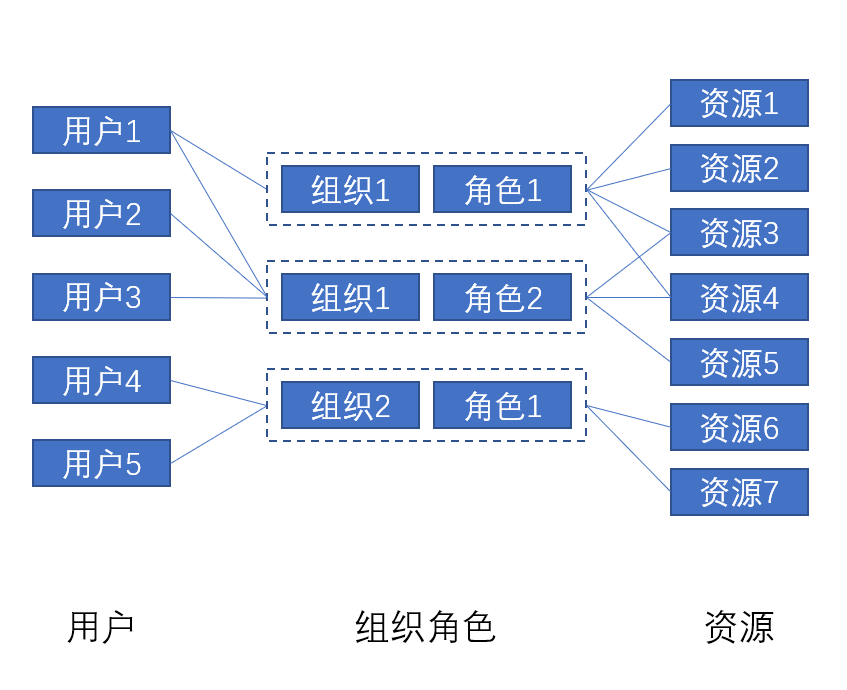 用户1
用户2
用户3
用户4
用户5
组织1 角色1
组织1 角色2
组织2 角色1
资源1
资源2
资源3
资源4
资源5
资源6
资源7
用户 组织角色 资源